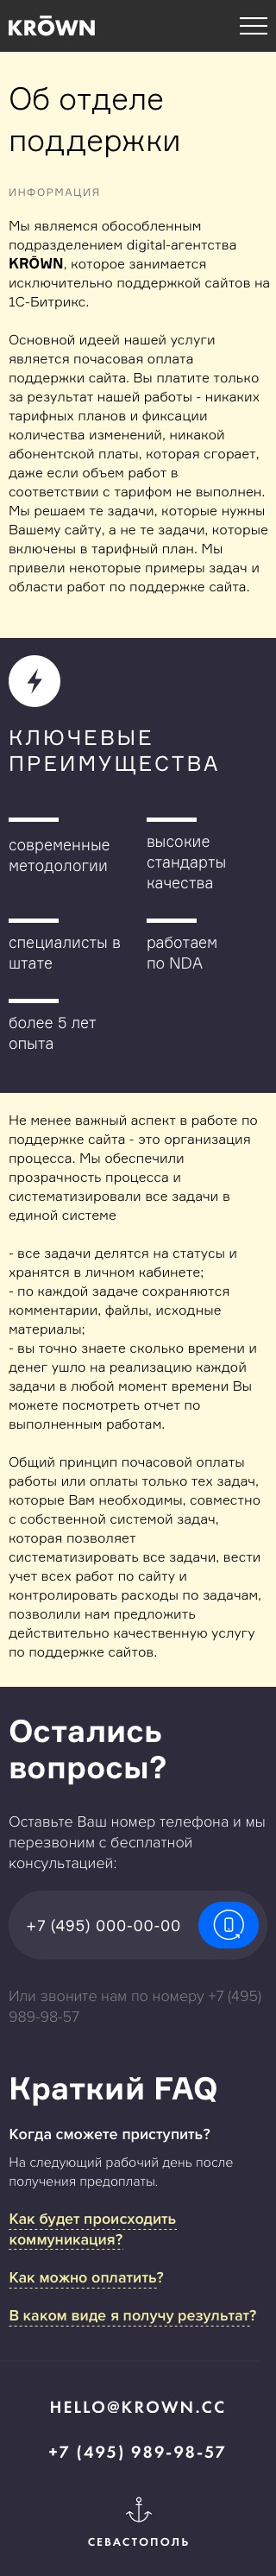 KRŌWN
Об отделе
поддержки
ИНФОРМАЦИЯ
Мы являемся обособленным
подразделением digital-агентства
KRŌWN, которое занимается
исключительно поддержкой сайтов на
1С-Битрикс.
Основной идеей нашей услуги
является почасовая оплата
поддержки сайта. Вы платите только
за результат нашей работы - никаких
тарифных планов и фиксации
количества изменений, никакой
абонентской платы, которая сгорает,
даже если объем работ в
соответствии с тарифом не выполнен.
Мы решаем те задачи, которые нужны
Вашему сайту, а не те задачи, которые
включены в тарифный план. Мы
привели некоторые примеры задач и
области работ по поддержке сайта.
КЛЮЧЕВЫЕ
ПРЕИМУЩЕСТВА
современные
методологии
высокие
стандарты
качества
специалисты в
штате
работаем
по NDA
более 5 лет
опыта
Не менее важный аспект в работе по
поддержке сайта - это организация
процесса. Мы обеспечили
прозрачность процесса и
систематизировали все задачи в
единой системе
- все задачи делятся на статусы и
хранятся в личном кабинете;
- по каждой задаче сохраняются
комментарии, файлы, исходные
материалы;
- вы точно знаете сколько времени и
денег ушло на реализацию каждой
задачи в любой момент времени Вы
можете посмотреть отчет по
выполненным работам.
Общий принцип почасовой оплаты
работы или оплаты только тех задач,
которые Вам необходимы, совместно
с собственной системой задач,
которая позволяет
систематизировать все задачи, вести
учет всех работ по сайту и
контролировать расходы по задачам,
позволили нам предложить
действительно качественную услугу
по поддержке сайтов.
Остались
вопросы?
Оставьте Ваш номер телефона и мы
перезвоним с бесплатной
консультацией:
+7 (495) 000-00-00
Или звоните нам по номеру +7 (495)
989-98-57
Краткий FAQ
Когда сможете приступить?
На следующий рабочий день после
получения предоплаты.
Как будет происходить
коммуникация?
Как можно оплатить?
В каком виде я получу результат?
HELLO@KROWN.CC
+7 (495) 989-98-57
СЕВАСТОПОЛЬ